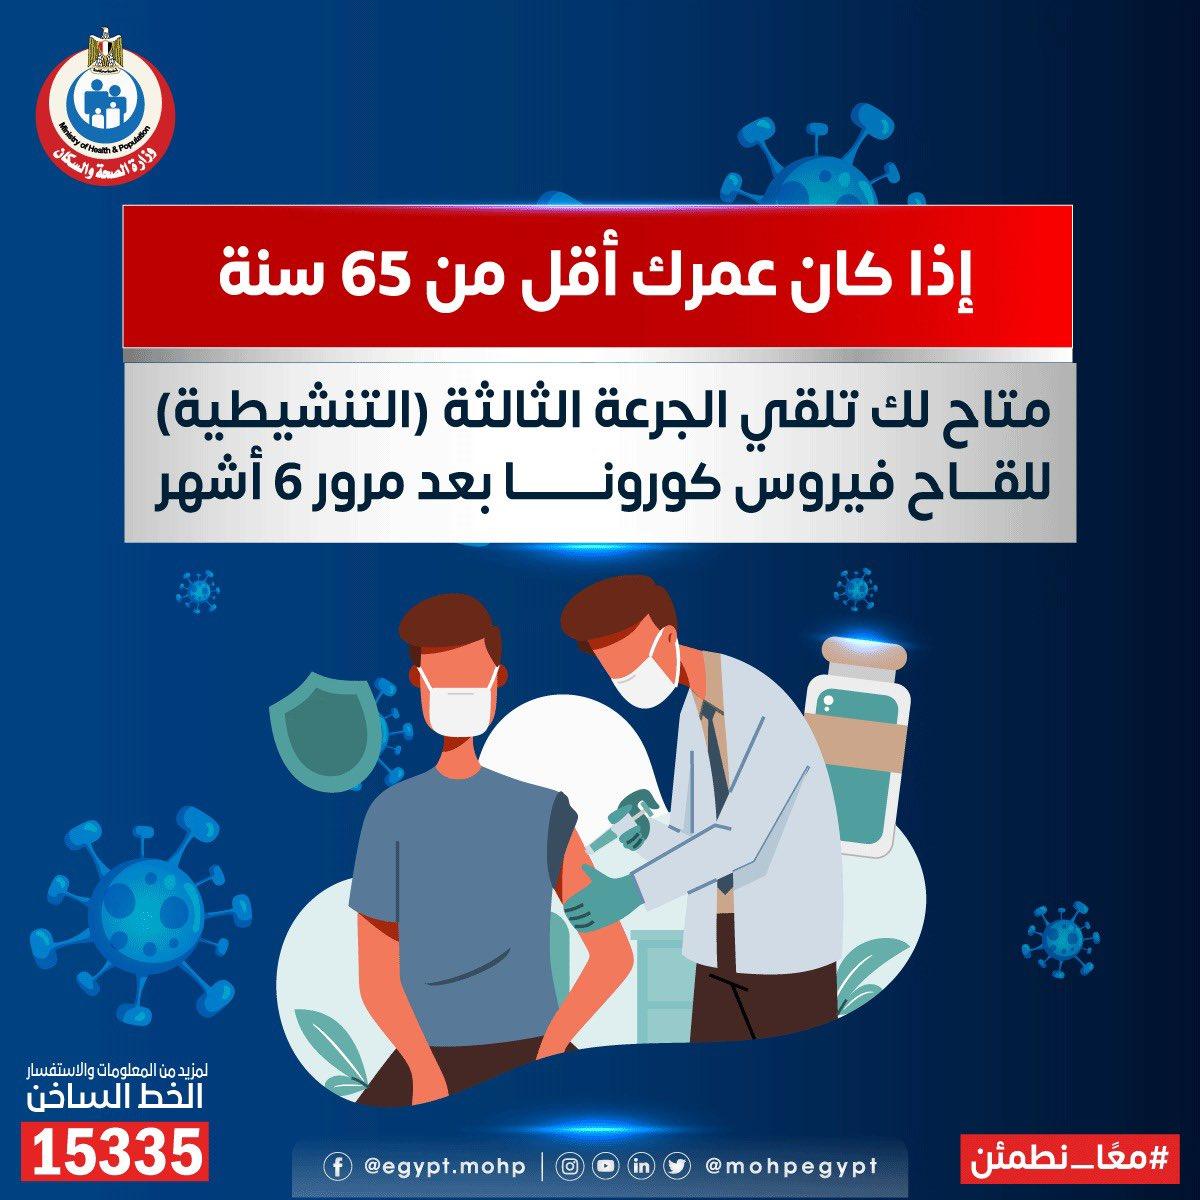 Ministry of Health & Population
وزارة الصحة والسكان
إذا كان عمرك أقل من 65 سنة
متاح لك تلقي الجرعة الثالثة (التنشيطية)
للقـاح فيروس كورونـــــا بعد مرور 6 أشهر
لمزيد من المعلومات والاستفسار
الخط الساخن
15335
@egypt.mohp | @mohpegypt
#معًا_نطمئن